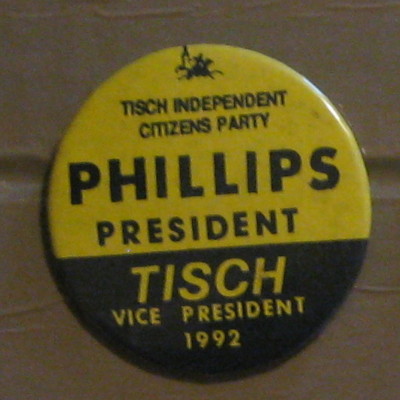 TISCH INDEPENDENT
CITIZENS PARTY
PHILLIPS
PRESIDENT
TISCH
VICE PRESIDENT
1992